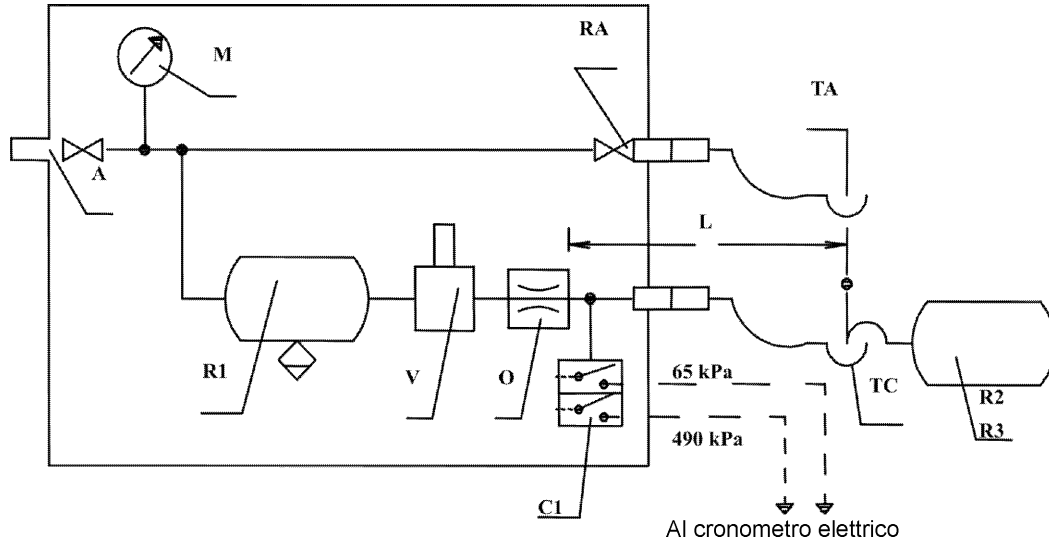 M
RA
TA
A
L
R1
V
O
65 kPa
TC
R2
490 kPa
R3
C1
Al cronometro elettrico